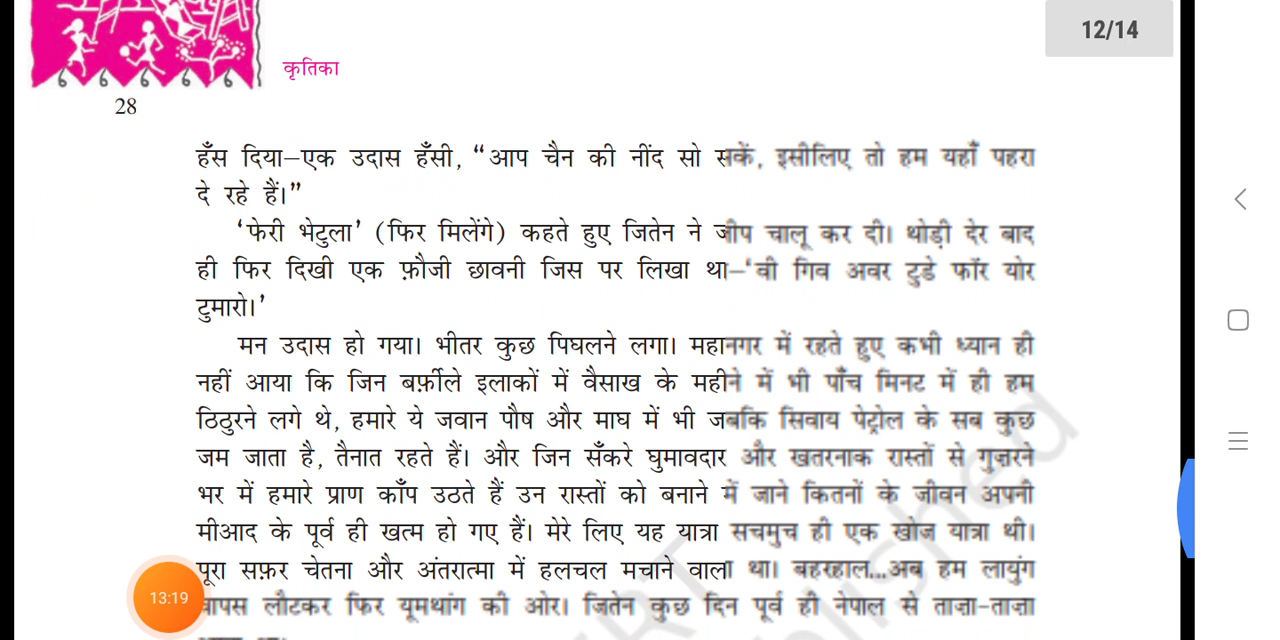 12/14
कृतिका
28
हँस दिया—एक उदास हँसी, “आप चैन की नींद सो सकें, इसीलिए तो हम यहाँ पहरा
दे रहे हैं।”
‘फेरी भेटुला’ (फिर मिलेंगे) कहते हुए जितेन ने जीप चालू कर दी। थोड़ी देर बाद
ही फिर दिखी एक फ़ौजी छावनी जिस पर लिखा था—‘वी गिव अवर टुडे फॉर योर
टुमारो।’
मन उदास हो गया। भीतर कुछ पिघलने लगा। महानगर में रहते हुए कभी ध्यान ही
नहीं आया कि जिन बर्फ़ीले इलाकों में वैसाख के महीने में भी पाँच मिनट में ही हम
ठिठुरने लगे थे, हमारे ये जवान पौष और माघ में भी जबकि सिवाय पेट्रोल के सब कुछ
जम जाता है, तैनात रहते हैं। और जिन सँकरे घुमावदार और खतरनाक रास्तों से गुज़रने
भर में हमारे प्राण काँप उठते हैं उन रास्तों को बनाने में जाने कितनों के जीवन अपनी
मीआद के पूर्व ही खत्म हो गए हैं। मेरे लिए यह यात्रा सचमुच ही एक खोज यात्रा थी।
पूरा सफ़र चेतना और अंतरात्मा में हलचल मचाने वाला था। बहरहाल...अब हम लायुंग
वापस लौटकर फिर यूमथांग की ओर। जितेन कुछ दिन पूर्व ही नेपाल से ताज़ा-ताज़ा
13:19